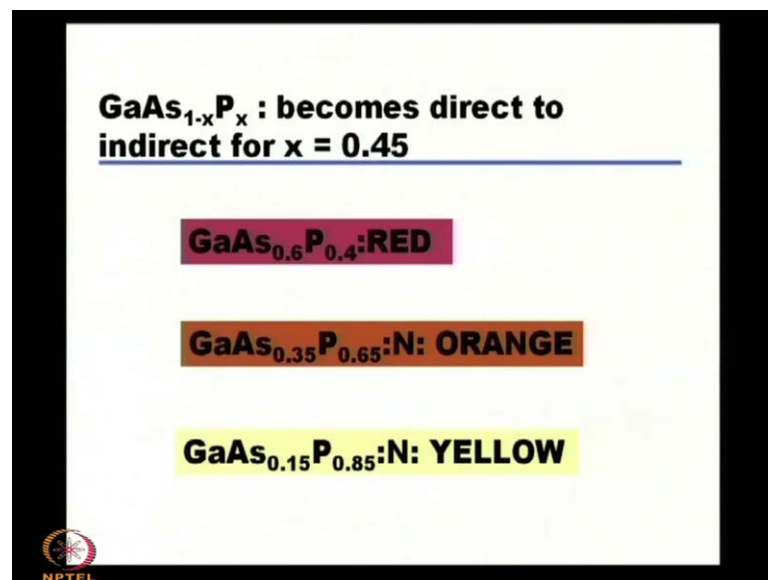 GaAs₁₋ₓPₓ : becomes direct to
indirect for x = 0.45
GaAs₀.₆P₀.₄:RED
GaAs₀.₃₅P₀.₆₅:N: ORANGE
GaAs₀.₁₅P₀.₈₅:N: YELLOW
NPTEL